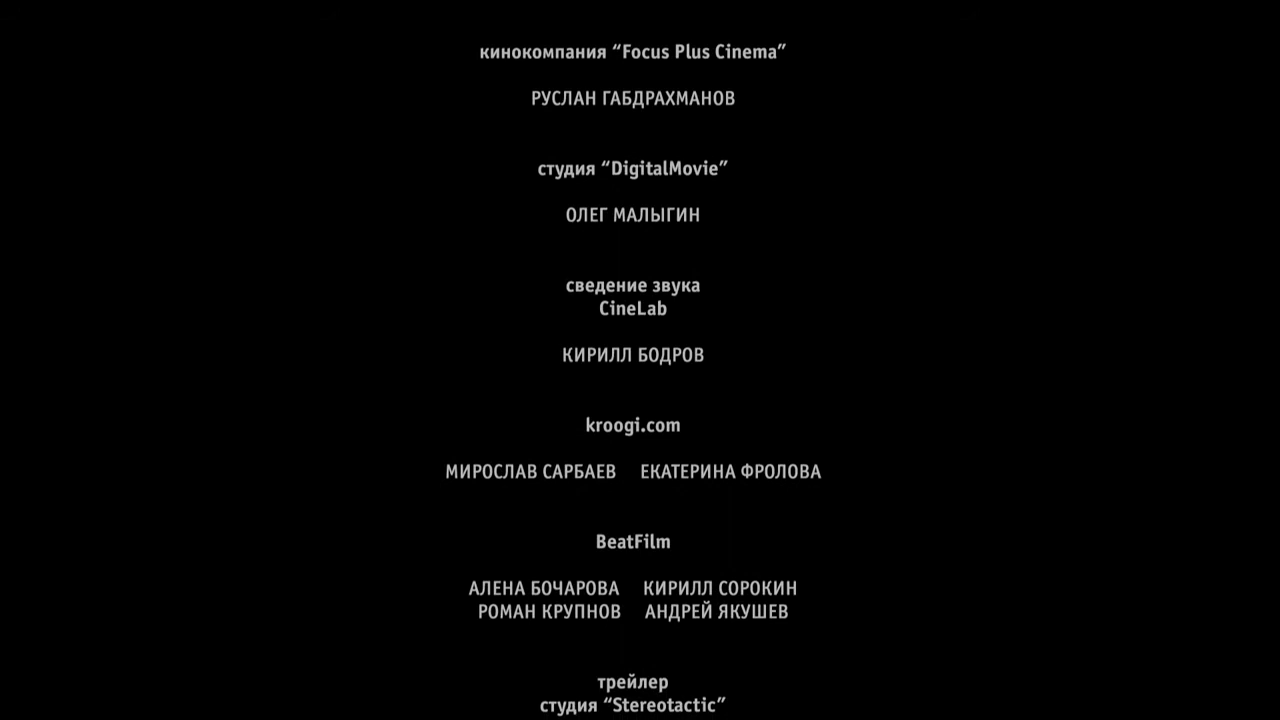 кинокомпания “Focus Plus Cinema”
РУСЛАН ГАБДРАХМАНОВ
студия “DigitalMovie”
ОЛЕГ МАЛЫГИН
сведение звука
CineLab
КИРИЛЛ БОДРОВ
kroogi.com
МИРОСЛАВ САРБАЕВ ЕКАТЕРИНА ФРОЛОВА
BeatFilm
АЛЕНА БОЧАРОВА КИРИЛЛ СОРОКИН
РОМАН КРУПНОВ АНДРЕЙ ЯКУШЕВ
трейлер
студия “Stereotactic”